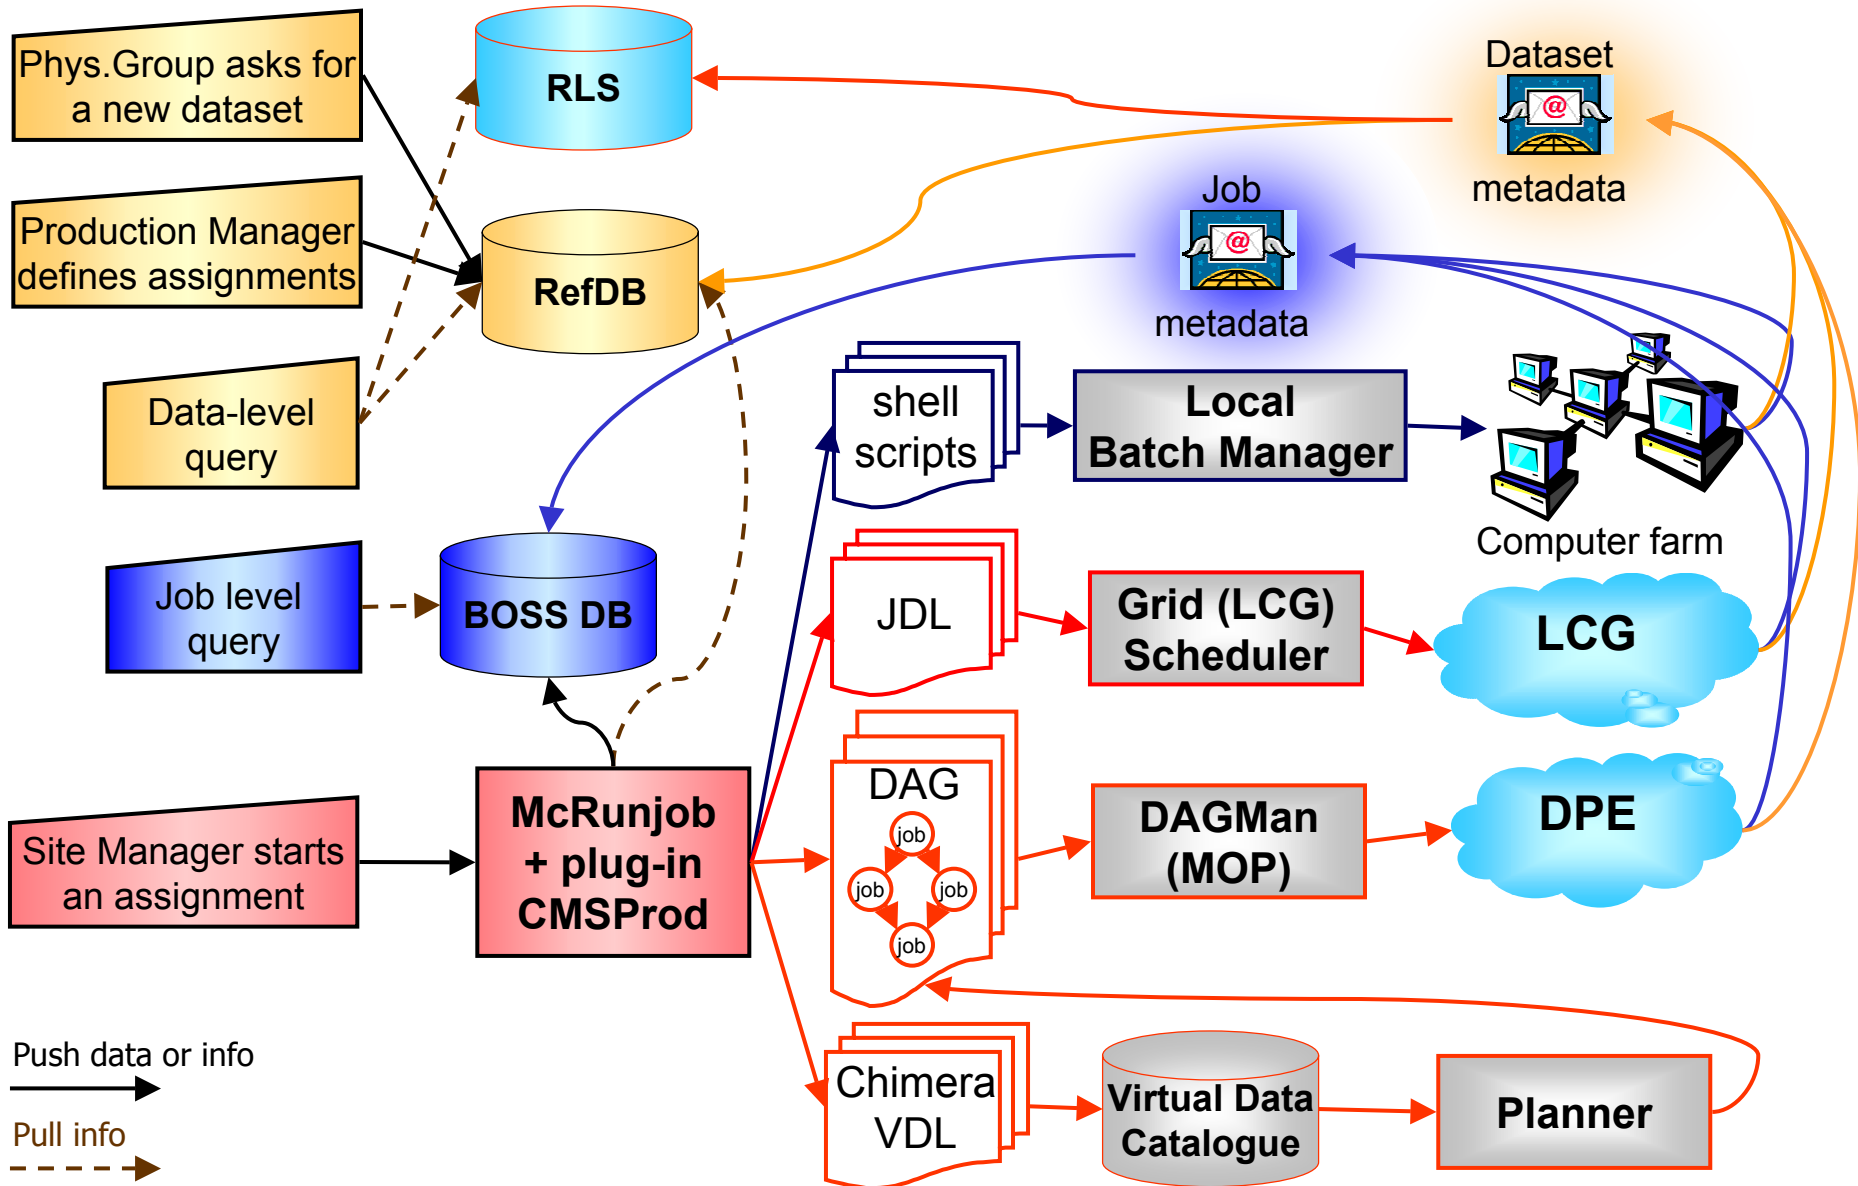 Phys.Group asks for
a new dataset
RLS
Dataset
@
metadata
Production Manager
defines assignments
RefDB
Job
@
metadata
Data-level
query
shell
scripts
Local
Batch Manager
Computer farm
Job level
query
BOSS DB
JDL
Grid (LCG)
Scheduler
LCG
Site Manager starts
an assignment
McRunjob
+ plug-in
CMSProd
DAG
job
job
job
job
DAGMan
(MOP)
DPE
Push data or info
Pull info
Chimera
VDL
Virtual Data
Catalogue
Planner